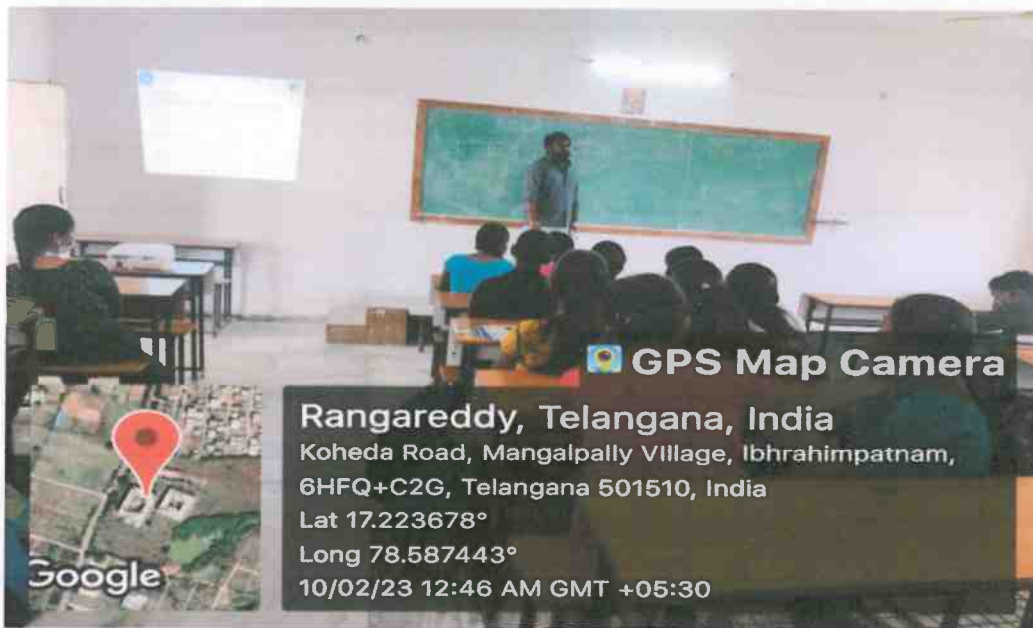 GPS Map Camera
Rangareddy, Telangana, India
Koheda Road, Mangalpally Village, Ibhrahimpatnam,
6HFQ+C2G, Telangana 501510, India
Lat 17.223678°
Long 78.587443°
10/02/23 12:46 AM GMT +05:30
Google